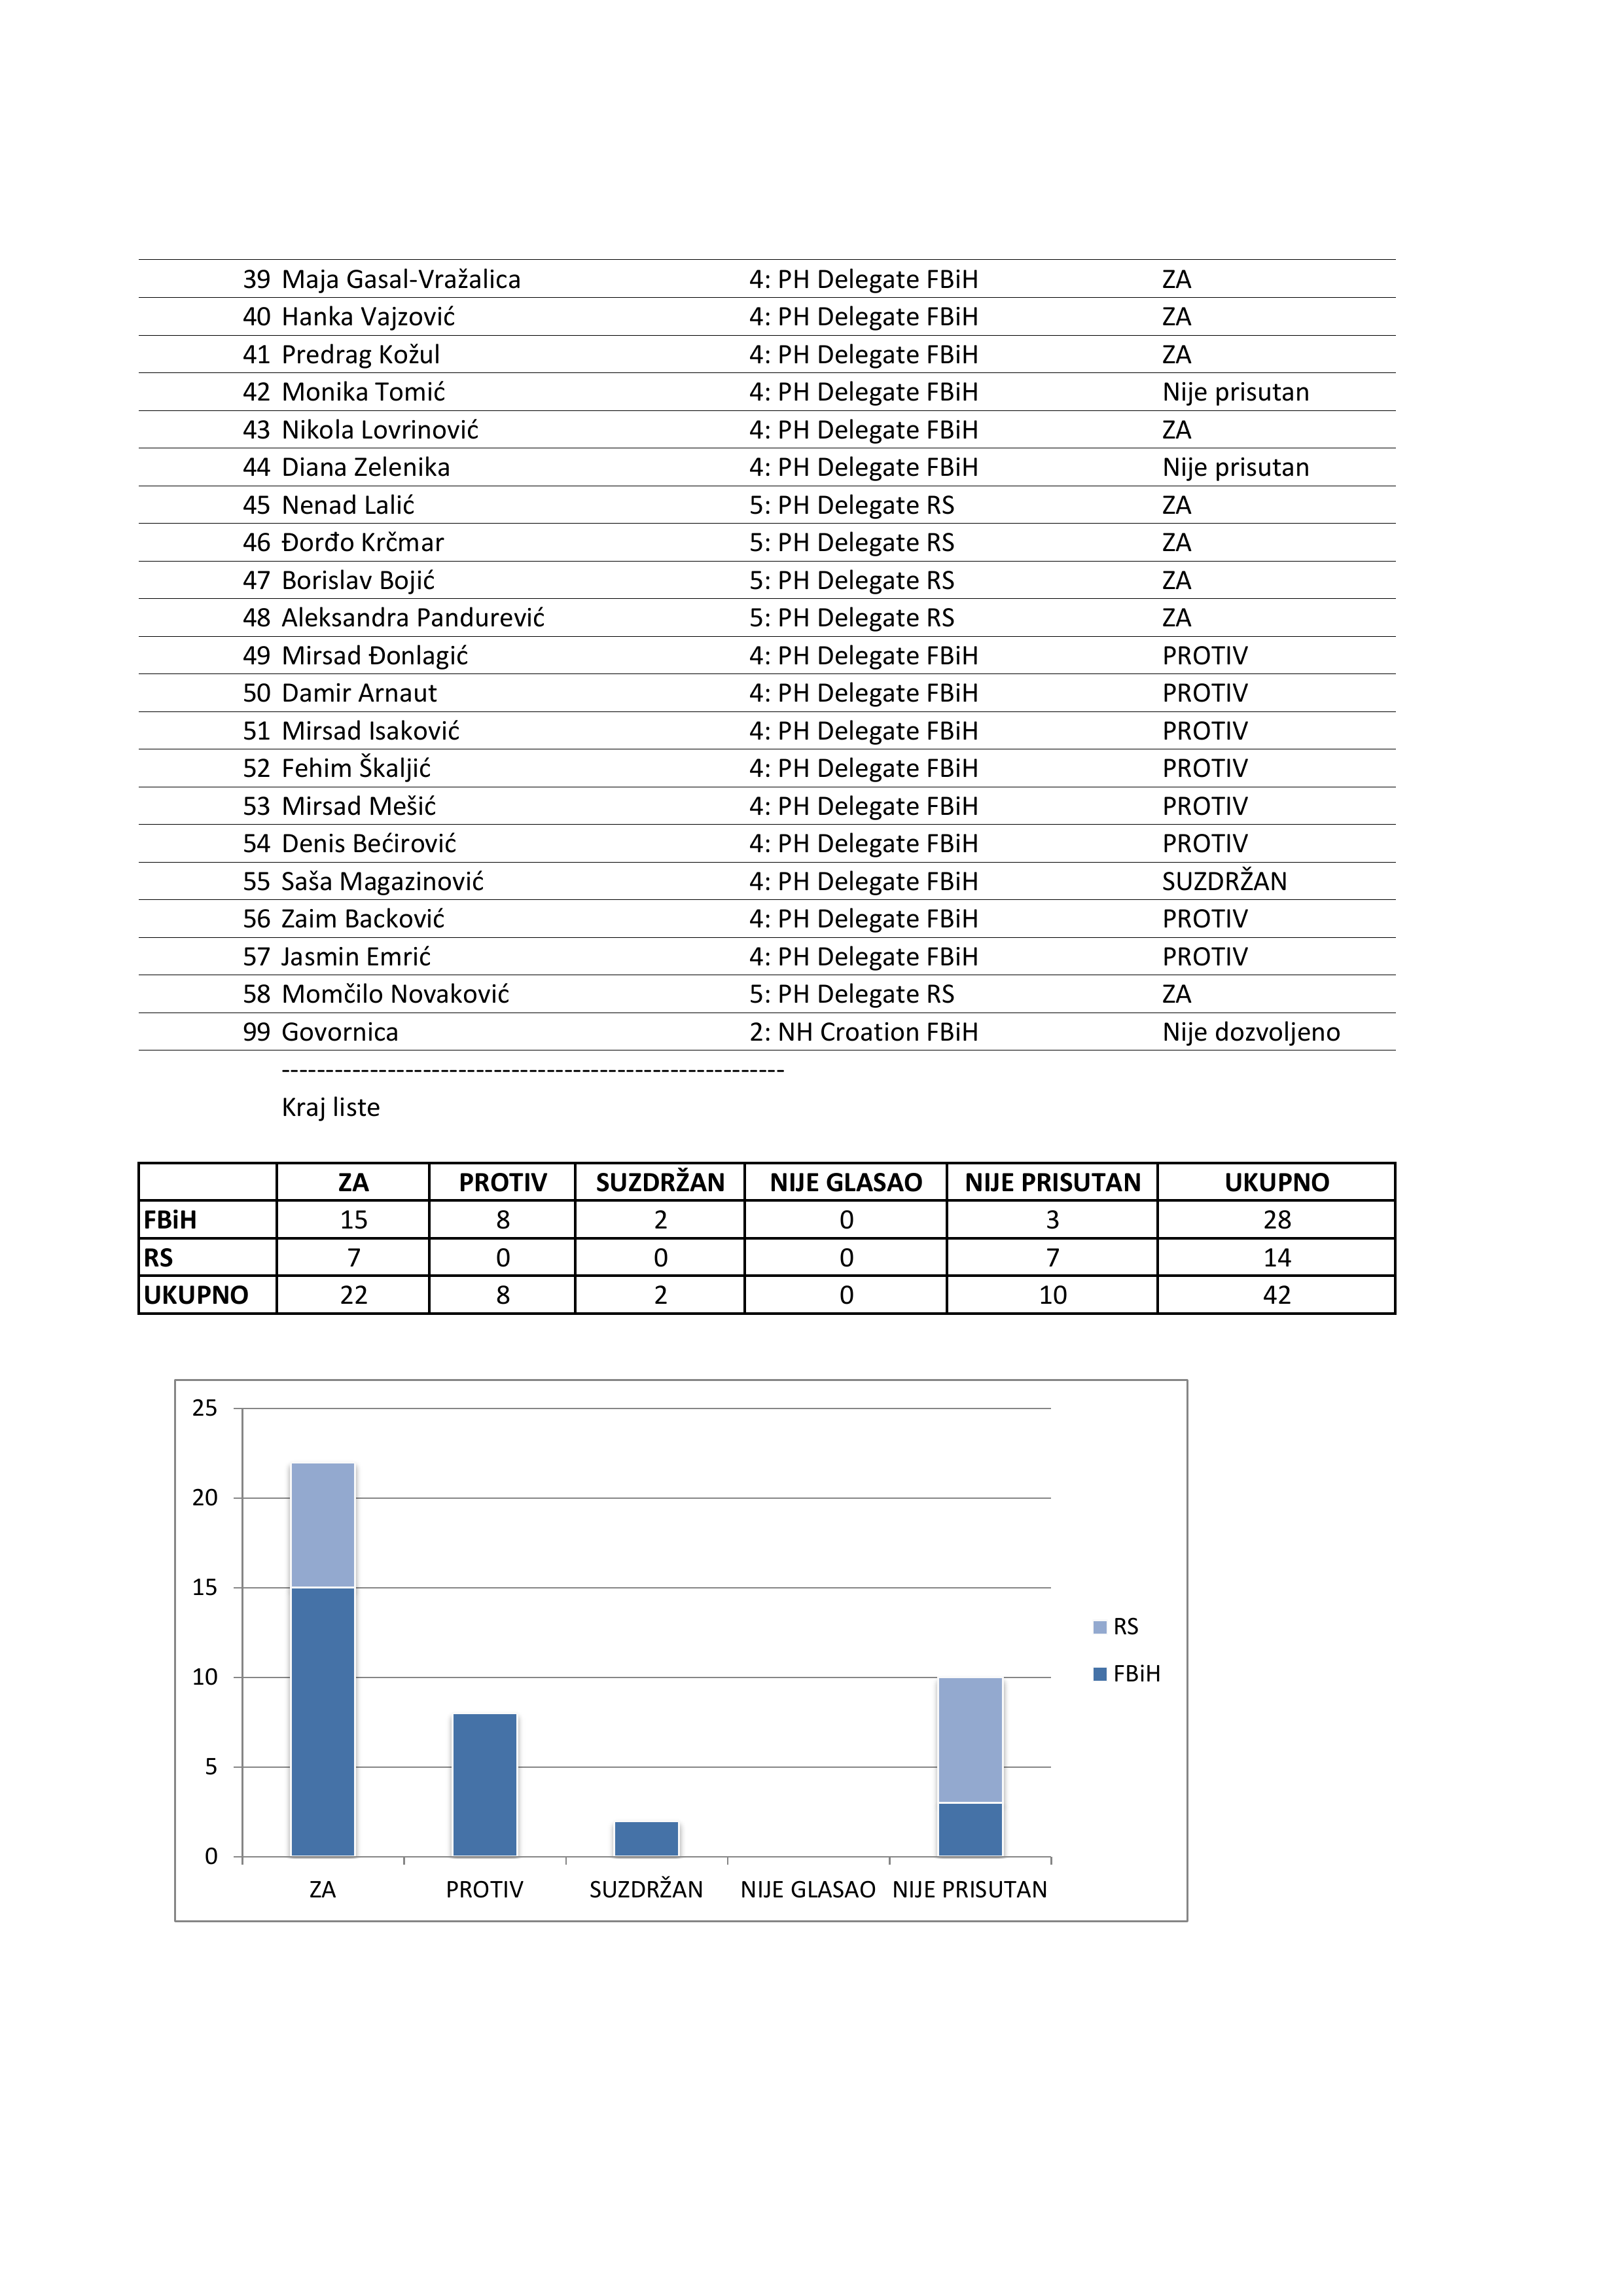 39 Maja Gasal-Vražalica 4: PH Delegate FBiH ZA
40 Hanka Vajzović 4: PH Delegate FBiH ZA
41 Predrag Kožul 4: PH Delegate FBiH ZA
42 Monika Tomić 4: PH Delegate FBiH Nije prisutan
43 Nikola Lovrinović 4: PH Delegate FBiH ZA
44 Diana Zelenika 4: PH Delegate FBiH Nije prisutan
45 Nenad Lalić 5: PH Delegate RS ZA
46 Đorđo Krčmar 5: PH Delegate RS ZA
47 Borislav Bojić 5: PH Delegate RS ZA
48 Aleksandra Pandurević 5: PH Delegate RS ZA
49 Mirsad Đonlagić 4: PH Delegate FBiH PROTIV
50 Damir Arnaut 4: PH Delegate FBiH PROTIV
51 Mirsad Isaković 4: PH Delegate FBiH PROTIV
52 Fehim Škaljić 4: PH Delegate FBiH PROTIV
53 Mirsad Mešić 4: PH Delegate FBiH PROTIV
54 Denis Bećirović 4: PH Delegate FBiH PROTIV
55 Saša Magazinović 4: PH Delegate FBiH SUZDRŽAN
56 Zaim Backović 4: PH Delegate FBiH PROTIV
57 Jasmin Emrić 4: PH Delegate FBiH PROTIV
58 Momčilo Novaković 5: PH Delegate RS ZA
99 Govornica 2: NH Croation FBiH Nije dozvoljeno
---------------------------------------------------------
Kraj liste
ZA PROTIV SUZDRŽAN NIJE GLASAO NIJE PRISUTAN UKUPNO
FBiH 15 8 2 0 3 28
RS 7 0 0 0 7 14
UKUPNO 22 8 2 0 10 42
25
20
15
10
5
0
ZA PROTIV SUZDRŽAN NIJE GLASAO NIJE PRISUTAN
RS
FBiH